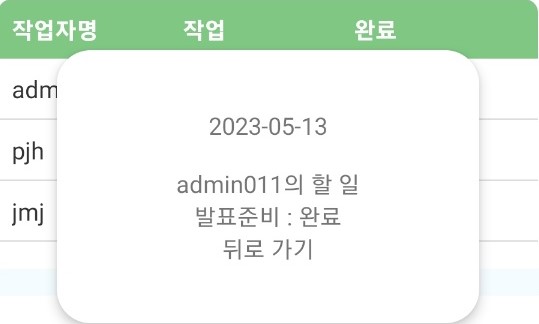 작업자명 작업 완료
adm
2023-05-13
pjh
admin011의 할 일
발표준비 : 완료
jmj
뒤로 가기